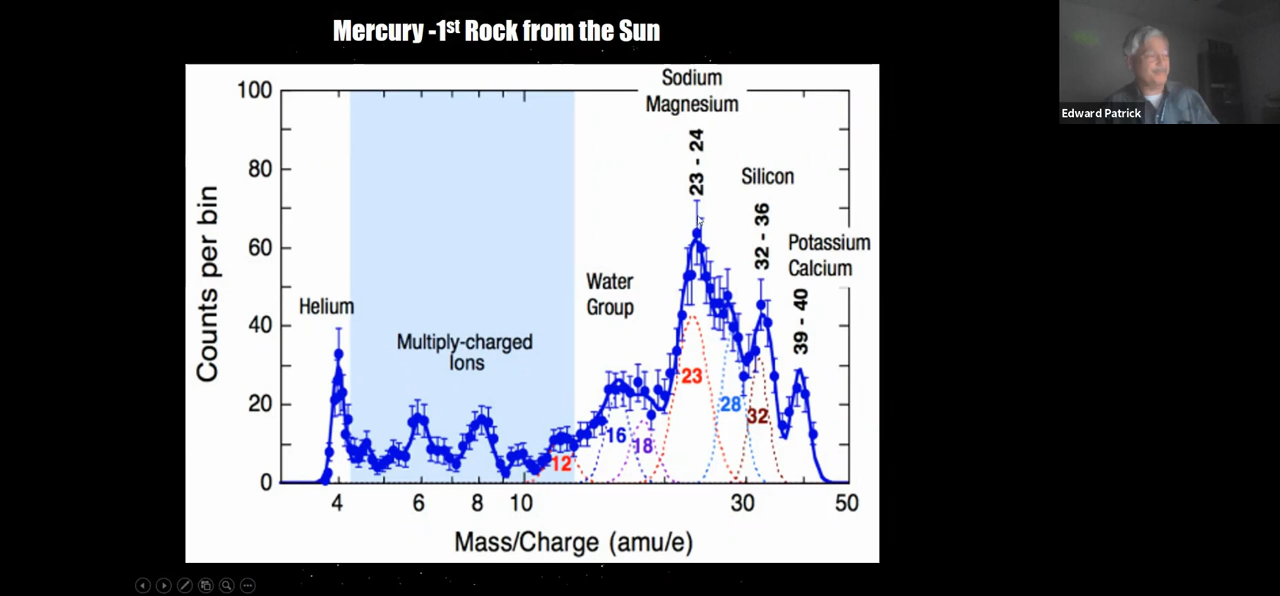 Mercury -1st Rock from the Sun
Edward Patrick
Sodium
Magnesium
23 - 24
Silicon
32 - 36
Potassium
Calcium
39 - 40
Water
Group
Helium
Multiply-charged
Ions
100
80
60
40
20
0
Counts per bin
12
16
18
23
28
32
4
6
8
10
30
50
Mass/Charge (amu/e)